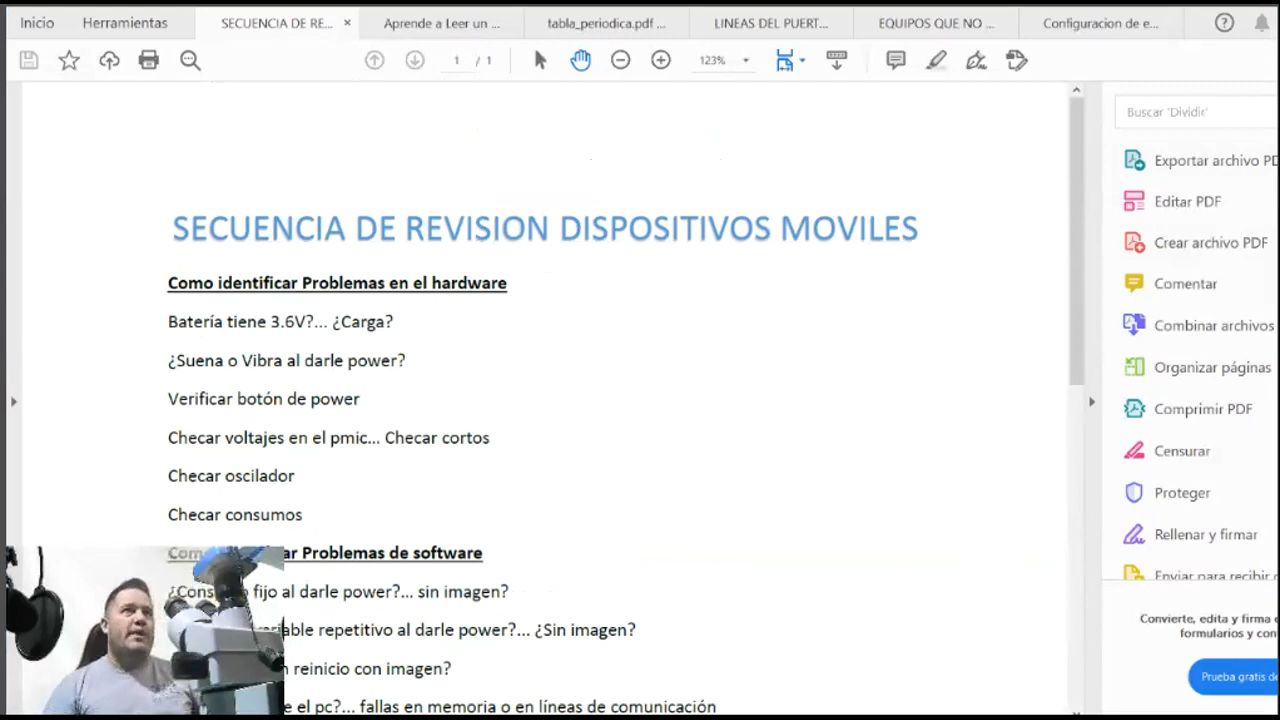 Inicio Herramientas SECUENCIA DE RE... × Aprende a Leer un ... tabla_periodica.pdf ... LINEAS DEL PUERT... EQUIPOS QUE NO ... Configuracion de e...
1 / 1 123%
Buscar 'Dividir'
Exportar archivo PD
Editar PDF
Crear archivo PDF
Comentar
Combinar archivos
Organizar páginas
Comprimir PDF
Censurar
Proteger
Rellenar y firmar
Enviar para recibir
Convierte, edita y firma
formularios y con
Prueba gratis de
SECUENCIA DE REVISION DISPOSITIVOS MOVILES
Como identificar Problemas en el hardware
Batería tiene 3.6V?... ¿Carga?
¿Suena o Vibra al darle power?
Verificar botón de power
Checar voltajes en el pmic... Checar cortos
Checar oscilador
Checar consumos
Problemas de software
fijo al darle power?... sin imagen?
repetitivo al darle power?... ¿Sin imagen?
reinicio con imagen?
el pc?... fallas en memoria o en líneas de comunicación